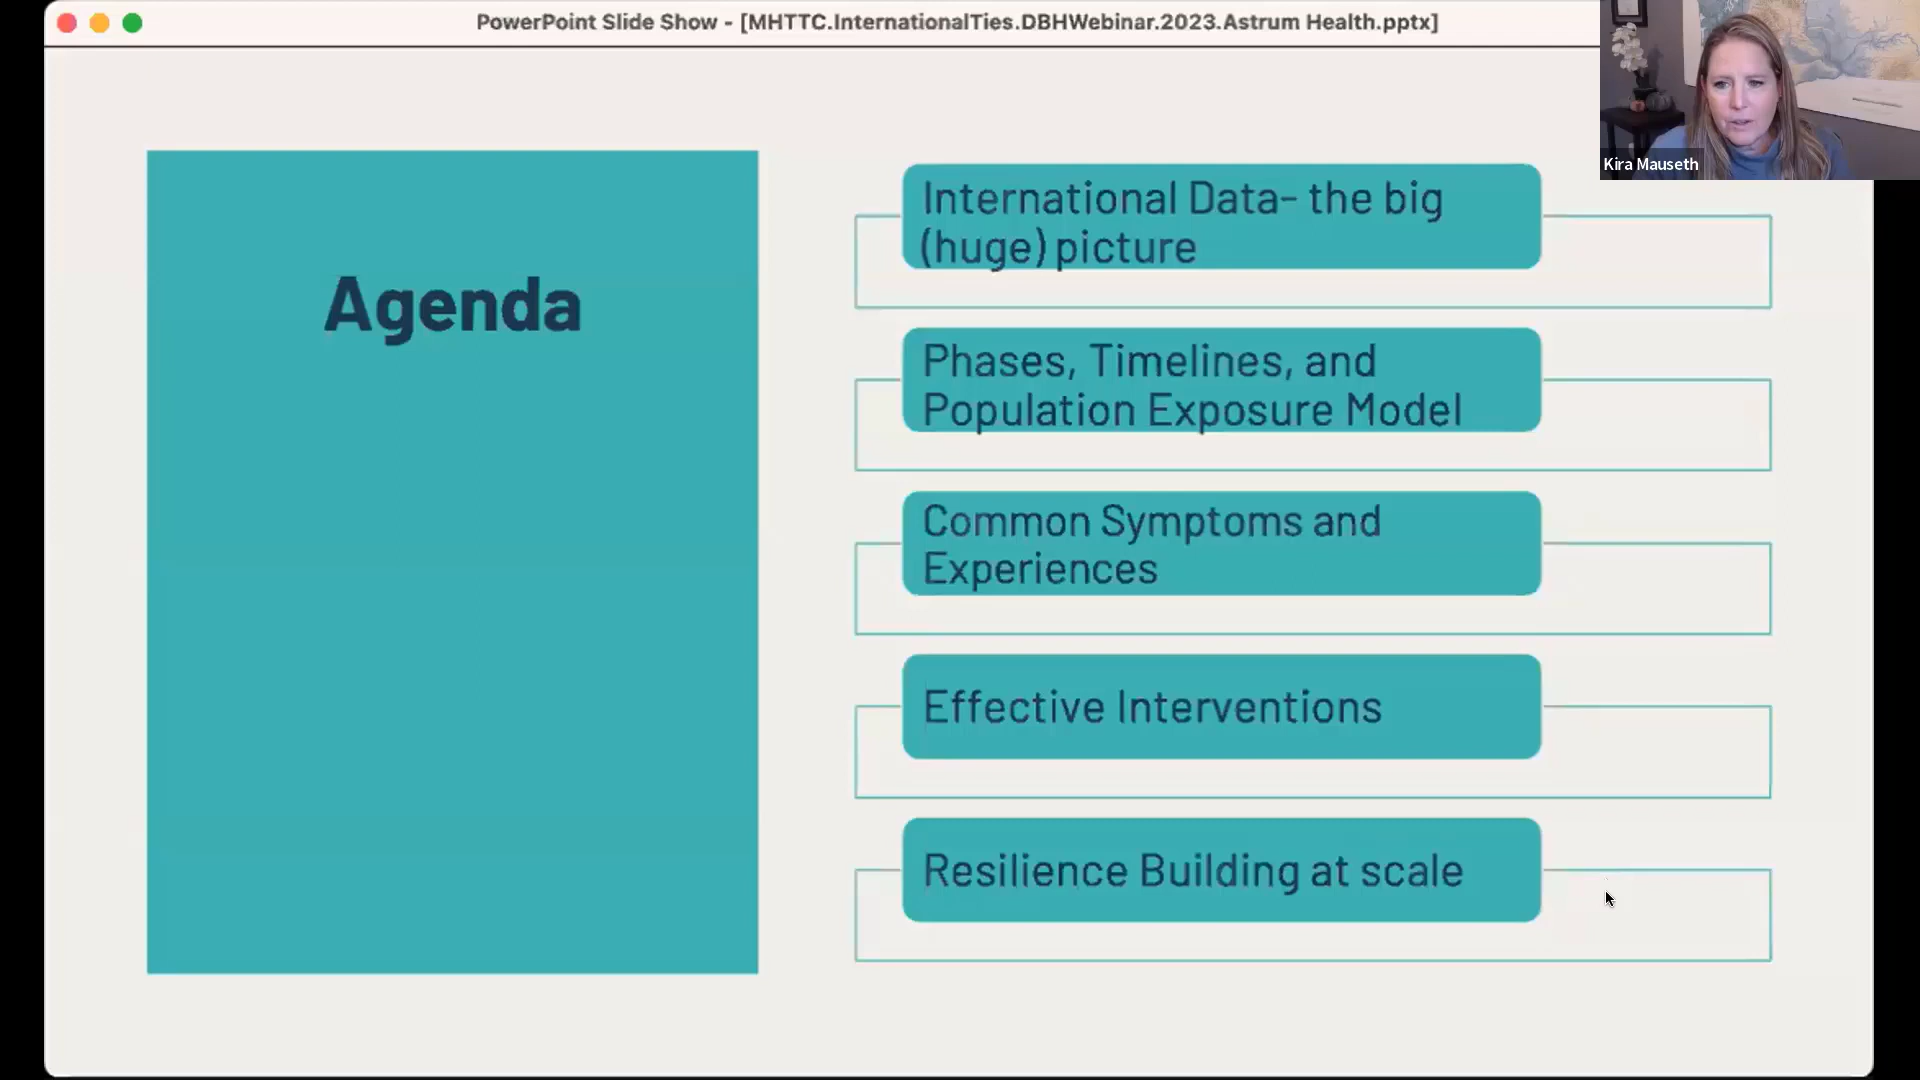 PowerPoint Slide Show - [MHTTC.InternationalTies.DBHWebinar.2023.Astrum Health.pptx]
Kira Mauseth
Agenda
International Data- the big
(huge) picture
Phases, Timelines, and
Population Exposure Model
Common Symptoms and
Experiences
Effective Interventions
Resilience Building at scale